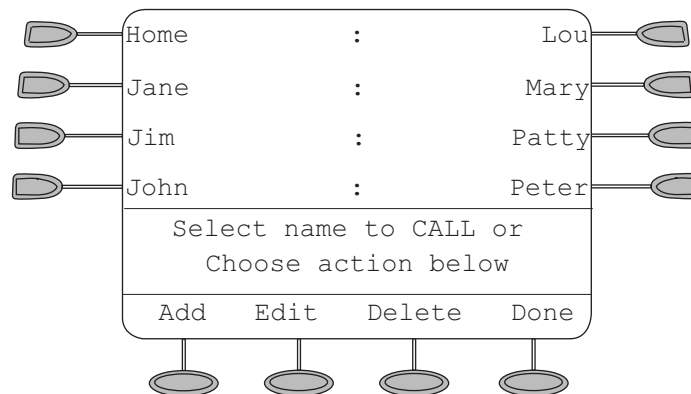 Home : Lou
Jane : Mary
Jim : Patty
John : Peter
Select name to CALL or
Choose action below
Add Edit Delete Done